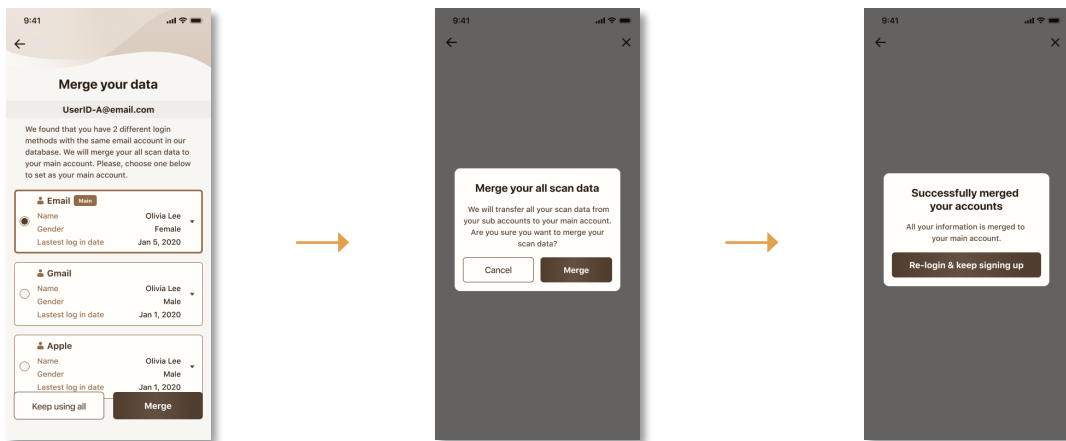 9:41
Merge your data
UserID-A@email.com
We found that you have 2 different login
methods with the same email account in our
database. We will merge your all scan data to
your main account. Please, choose one below
to set as your main account.
Email Main
Name Olivia Lee
Gender Female
Lastest log in date Jan 5, 2020
Gmail
Name Olivia Lee
Gender Male
Lastest log in date Jan 1, 2020
Apple
Name Olivia Lee
Gender Male
Lastest log in date Jan 1, 2020
Keep using all Merge
9:41
Merge your all scan data
We will transfer all your scan data from
your sub accounts to your main account.
Are you sure you want to merge your
scan data?
Cancel Merge
9:41
Successfully merged
your accounts
All your information is merged to
your main account.
Re-login & keep signing up